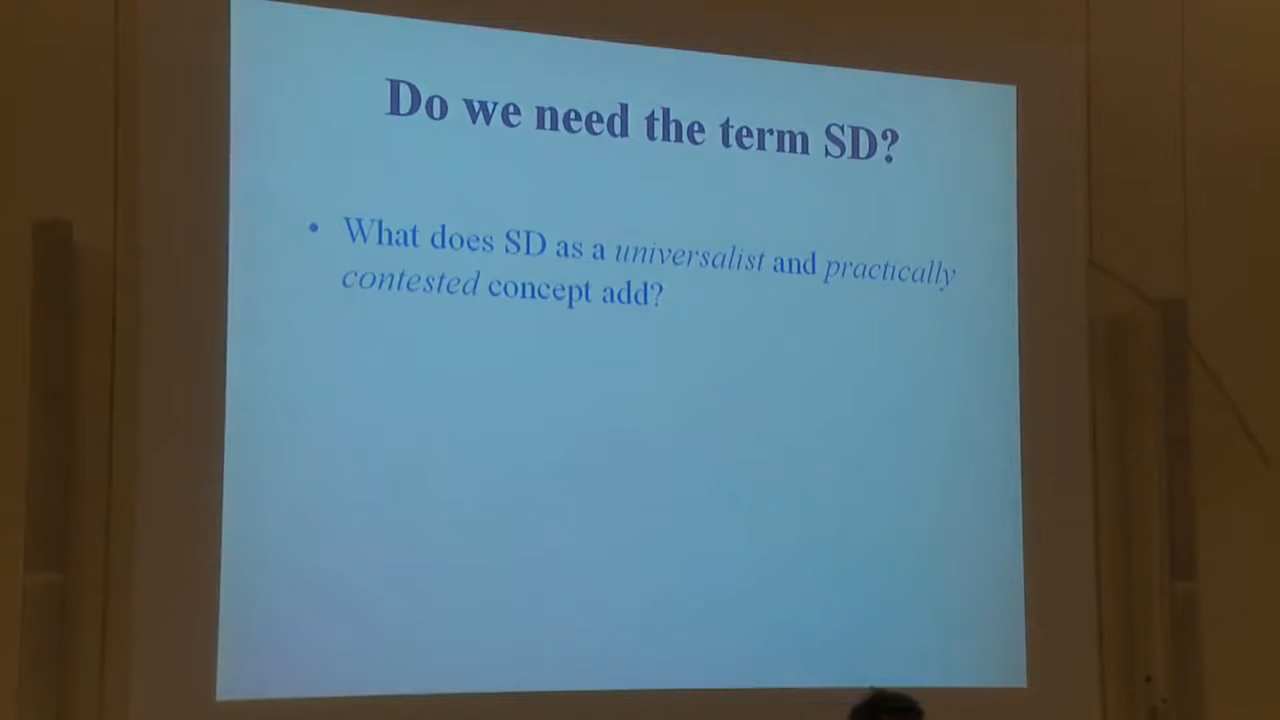 Do we need the term SD?
• What does SD as a universalist and practically
contested concept add?